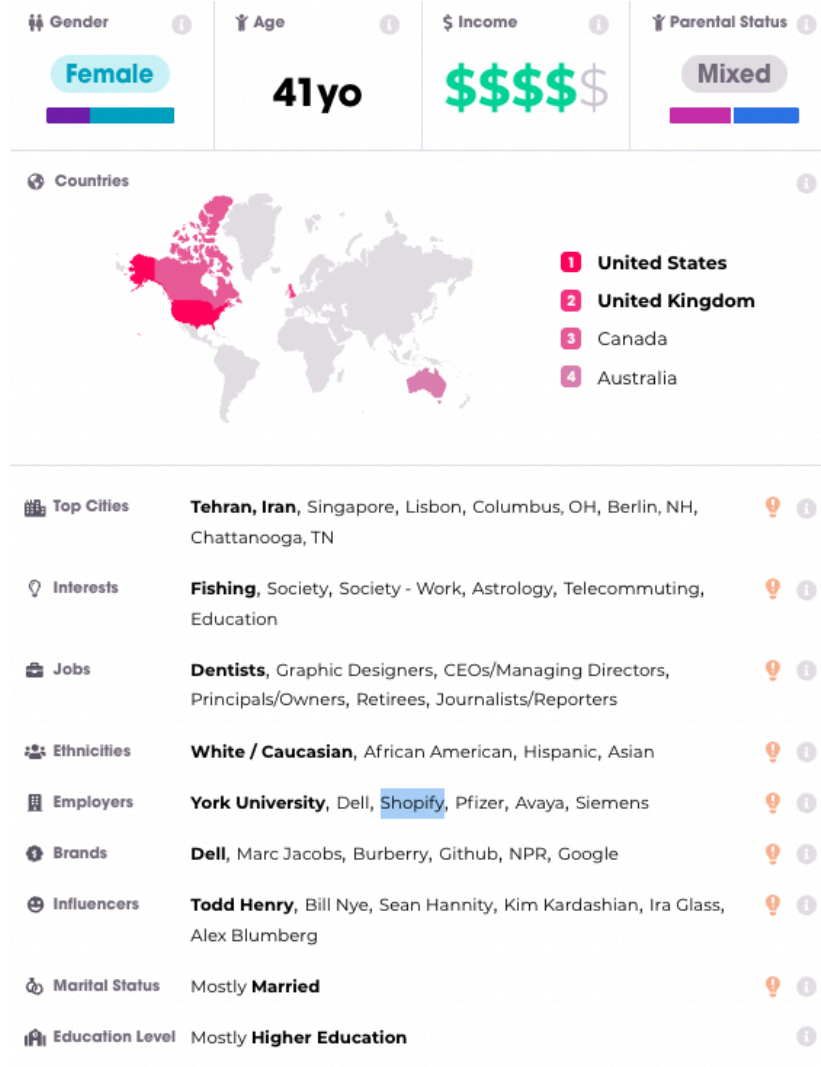 Gender
Age
$ Income
Parental Status
Female
41yo
$$$$$
Mixed
Countries
1 United States
2 United Kingdom
3 Canada
4 Australia
Top Cities
Tehran, Iran, Singapore, Lisbon, Columbus, OH, Berlin, NH,
Chattanooga, TN
Interests
Fishing, Society, Society - Work, Astrology, Telecommuting,
Education
Jobs
Dentists, Graphic Designers, CEOs/Managing Directors,
Principals/Owners, Retirees, Journalists/Reporters
Ethnicities
White / Caucasian, African American, Hispanic, Asian
Employers
York University, Dell, Shopify, Pfizer, Avaya, Siemens
Brands
Dell, Marc Jacobs, Burberry, Github, NPR, Google
Influencers
Todd Henry, Bill Nye, Sean Hannity, Kim Kardashian, Ira Glass,
Alex Blumberg
Marital Status
Mostly Married
Education Level
Mostly Higher Education